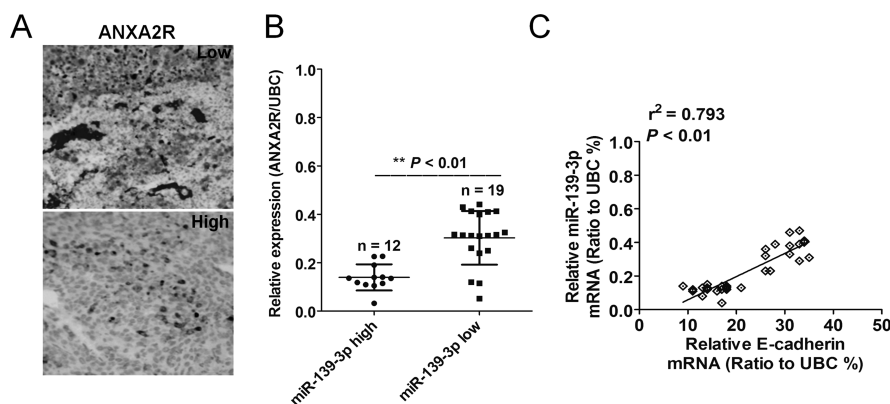 A
ANXA2R
Low
High
B
Relative expression (ANXA2R/UBC)
1.0
0.8
0.6
0.4
0.2
0.0
** P < 0.01
n = 12
n = 19
miR-139-3p high
miR-139-3p low
C
r² = 0.793
P < 0.01
Relative miR-139-3p
mRNA (Ratio to UBC %)
1.0
0.8
0.6
0.4
0.2
0.0
0
10
20
30
40
50
Relative E-cadherin
mRNA (Ratio to UBC %)